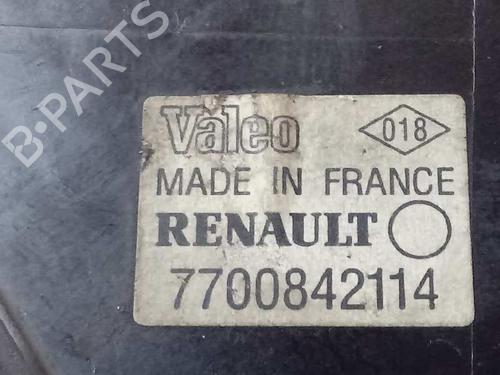 B-PARTS
Valeo
018
MADE IN FRANCE
RENAULT
7700842114